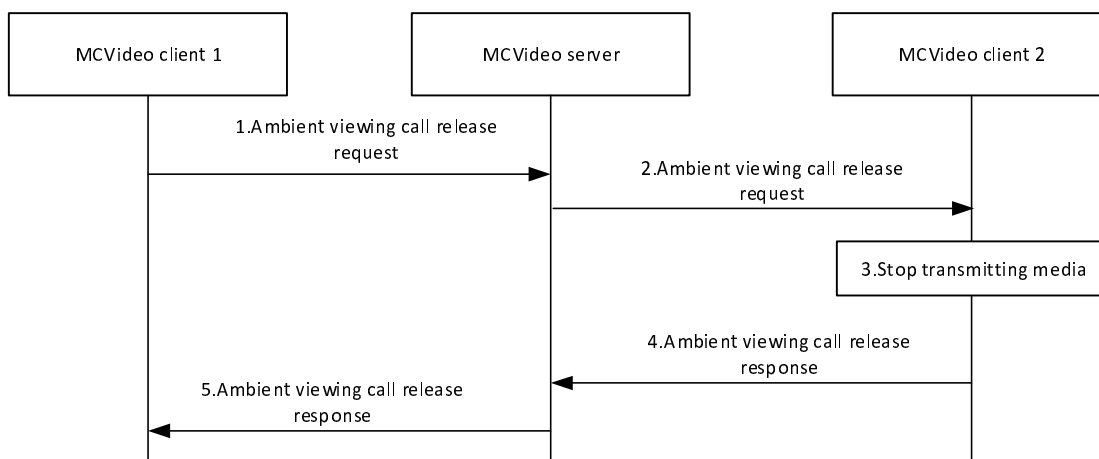 MCVideo client 1
MCVideo server
MCVideo client 2
1.Ambient viewing call release
request
2.Ambient viewing call release
request
3.Stop transmitting media
4.Ambient viewing call release
response
5.Ambient viewing call release
response